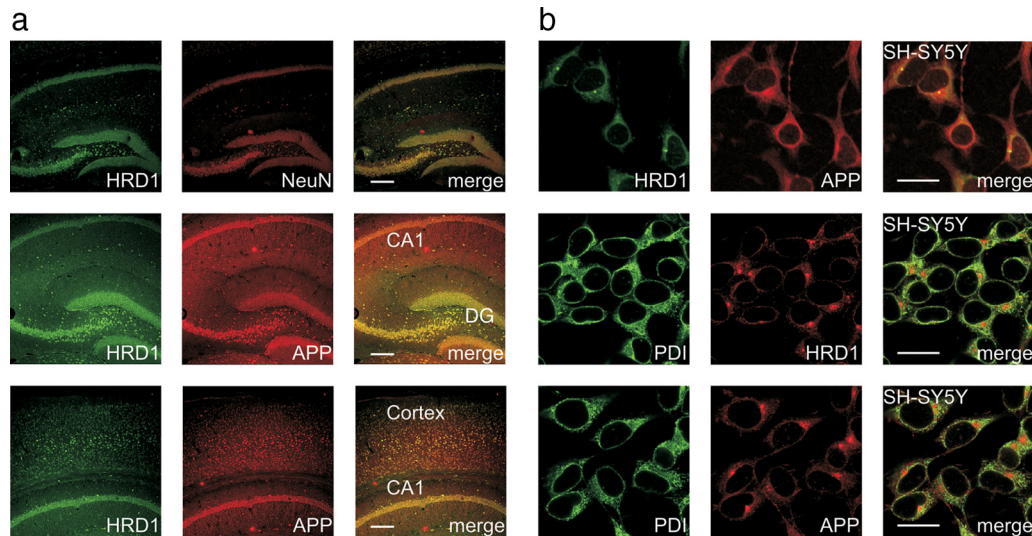 a
b
HRD1
NeuN
merge
HRD1
APP
SH-SY5Y
merge
HRD1
APP
CA1
DG
merge
PDI
HRD1
SH-SY5Y
merge
HRD1
APP
Cortex
CA1
merge
PDI
APP
SH-SY5Y
merge